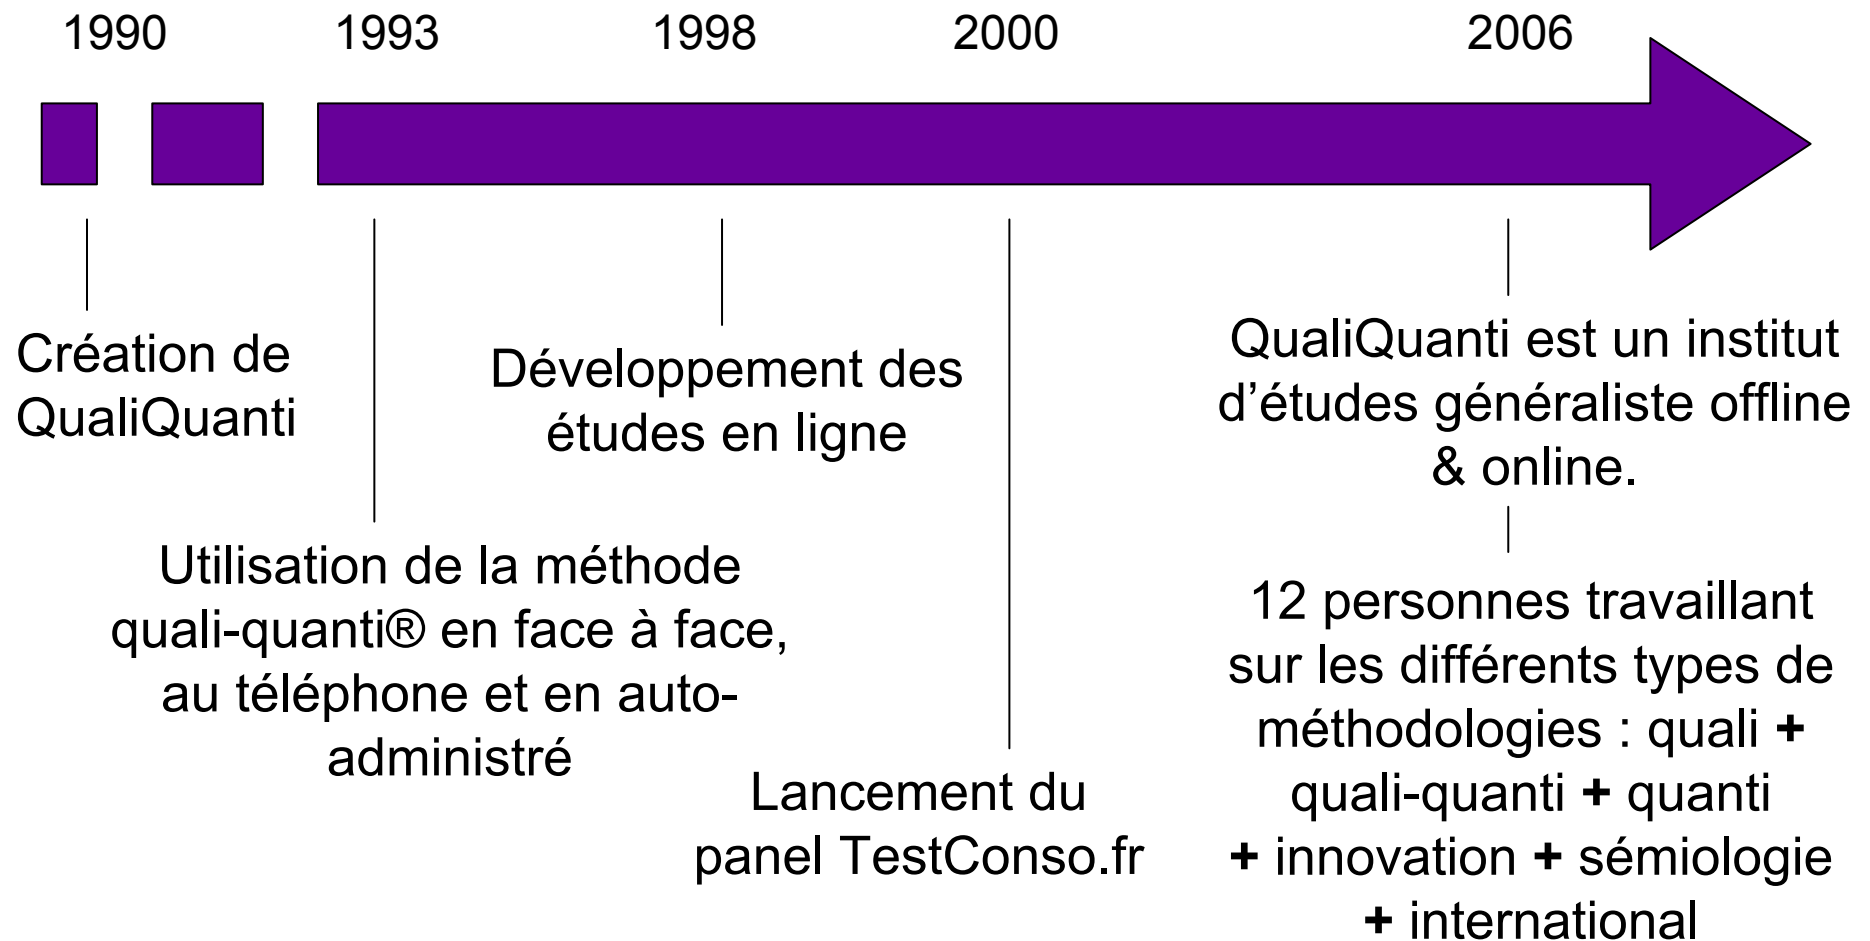 1990 1993 1998 2000 2006
Création de
QualiQuanti
Utilisation de la méthode
quali-quanti® en face à face,
au téléphone et en auto-
administré
Développement des
études en ligne
Lancement du
panel TestConso.fr
QualiQuanti est un institut
d’études généraliste offline
& online.
12 personnes travaillant
sur les différents types de
méthodologies : quali +
quali-quanti + quanti
+ innovation + sémiologie
+ international